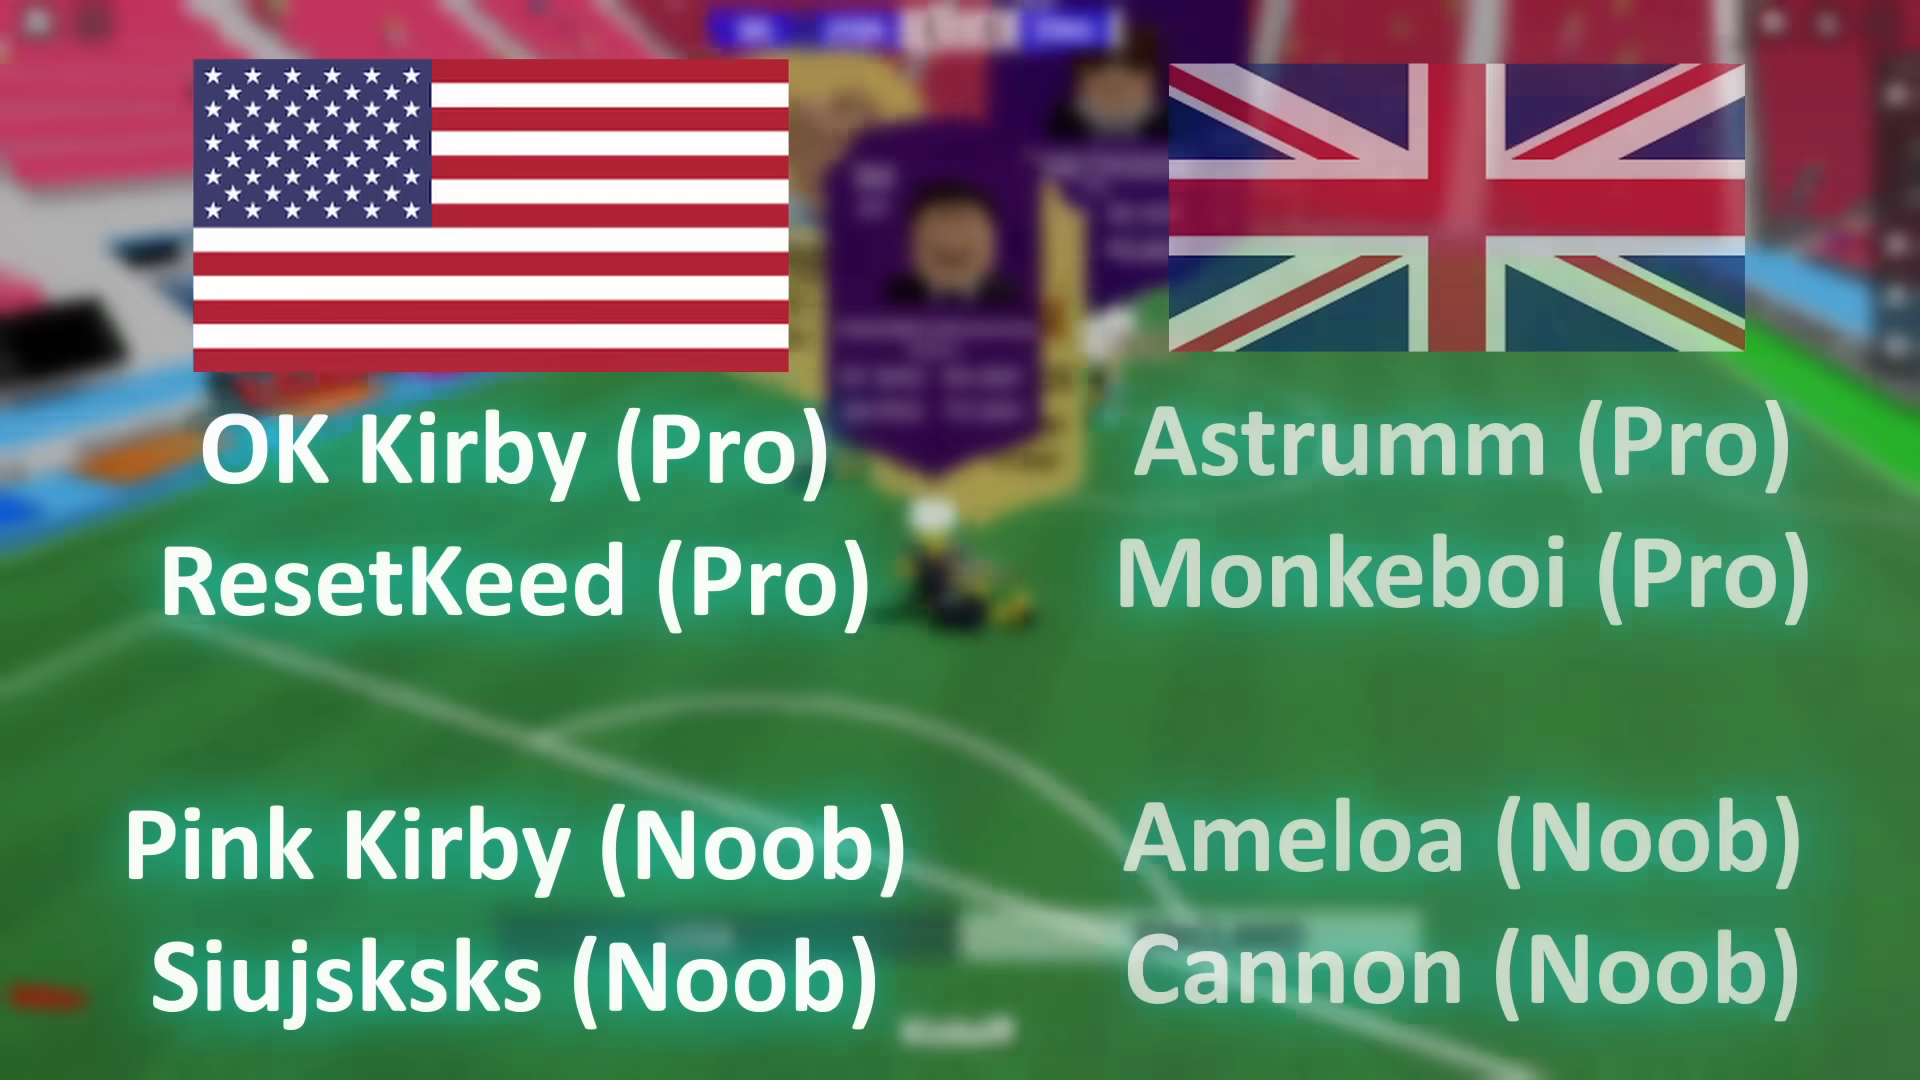 OK Kirby (Pro)
ResetKeed (Pro)
Pink Kirby (Noob)
Siujsksks (Noob)
Astrumm (Pro)
Monkeboi (Pro)
Ameloa (Noob)
Cannon (Noob)